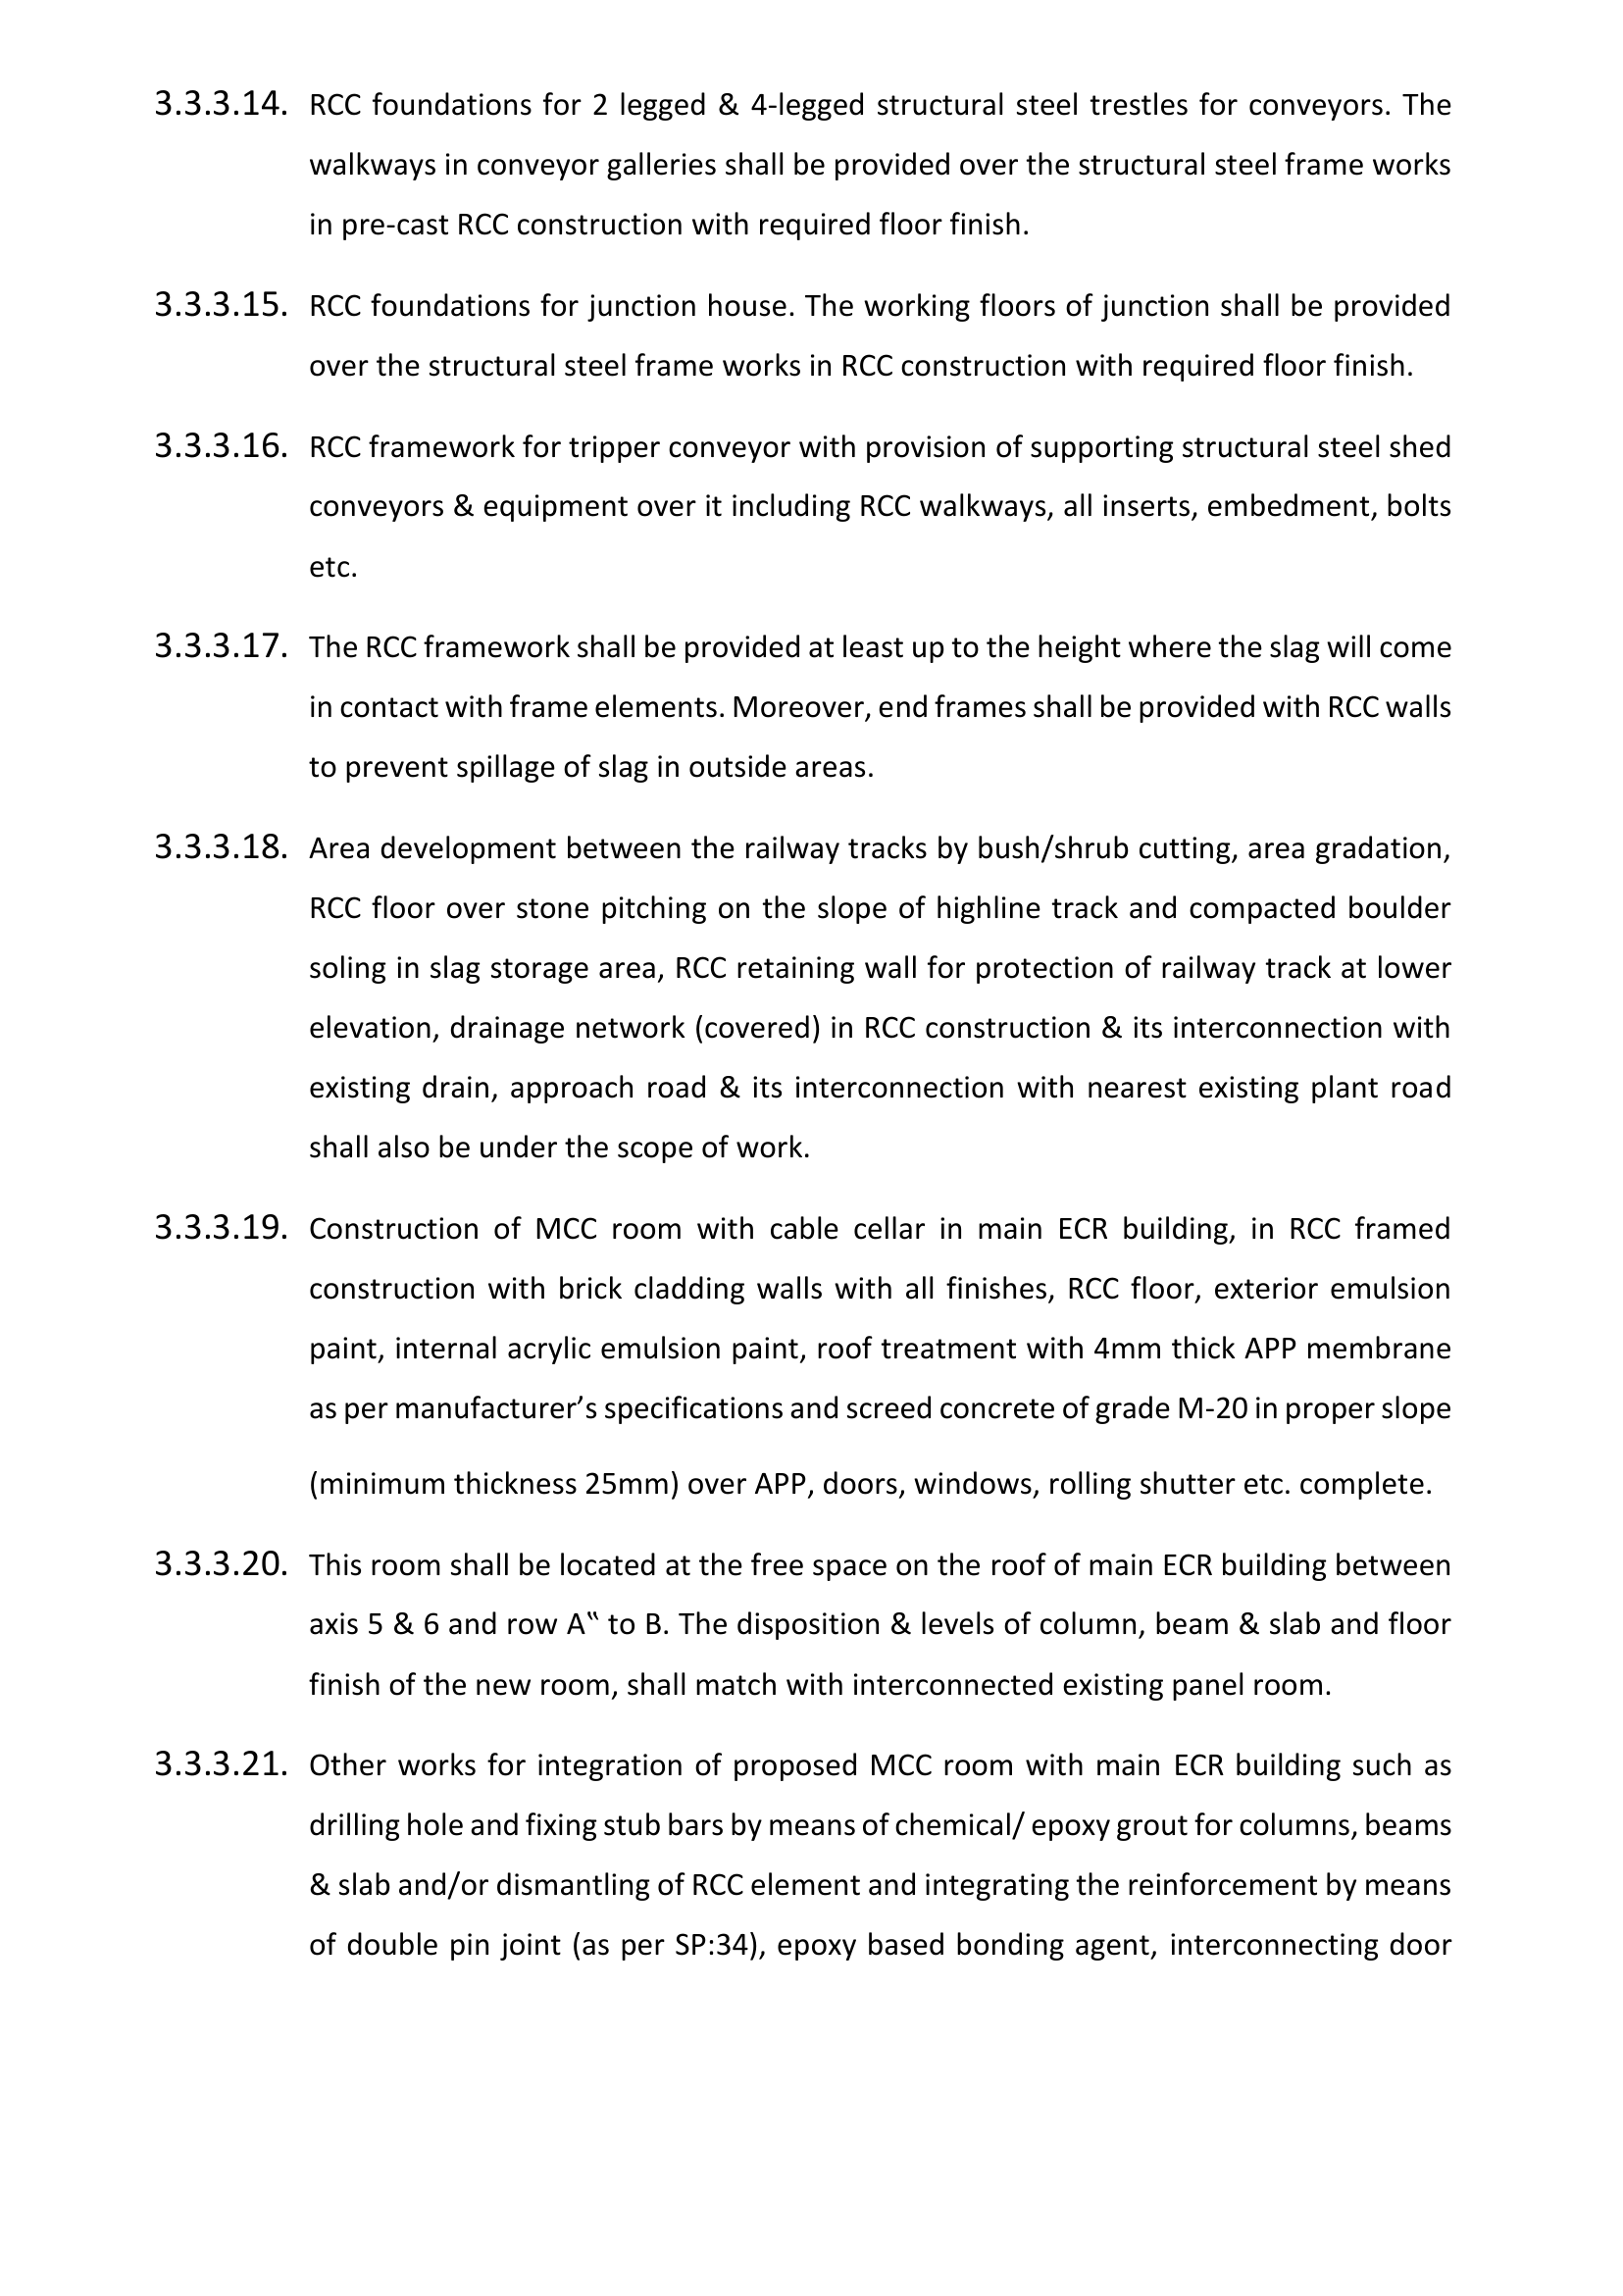 3.3.3.14. RCC foundations for 2 legged & 4-legged structural steel trestles for conveyors. The
walkways in conveyor galleries shall be provided over the structural steel frame works
in pre-cast RCC construction with required floor finish.
3.3.3.15. RCC foundations for junction house. The working floors of junction shall be provided
over the structural steel frame works in RCC construction with required floor finish.
3.3.3.16. RCC framework for tripper conveyor with provision of supporting structural steel shed
conveyors & equipment over it including RCC walkways, all inserts, embedment, bolts
etc.
3.3.3.17. The RCC framework shall be provided at least up to the height where the slag will come
in contact with frame elements. Moreover, end frames shall be provided with RCC walls
to prevent spillage of slag in outside areas.
3.3.3.18. Area development between the railway tracks by bush/shrub cutting, area gradation,
RCC floor over stone pitching on the slope of highline track and compacted boulder
soling in slag storage area, RCC retaining wall for protection of railway track at lower
elevation, drainage network (covered) in RCC construction & its interconnection with
existing drain, approach road & its interconnection with nearest existing plant road
shall also be under the scope of work.
3.3.3.19. Construction of MCC room with cable cellar in main ECR building, in RCC framed
construction with brick cladding walls with all finishes, RCC floor, exterior emulsion
paint, internal acrylic emulsion paint, roof treatment with 4mm thick APP membrane
as per manufacturer’s specifications and screed concrete of grade M-20 in proper slope
(minimum thickness 25mm) over APP, doors, windows, rolling shutter etc. complete.
3.3.3.20. This room shall be located at the free space on the roof of main ECR building between
axis 5 & 6 and row A‟ to B. The disposition & levels of column, beam & slab and floor
finish of the new room, shall match with interconnected existing panel room.
3.3.3.21. Other works for integration of proposed MCC room with main ECR building such as
drilling hole and fixing stub bars by means of chemical/ epoxy grout for columns, beams
& slab and/or dismantling of RCC element and integrating the reinforcement by means
of double pin joint (as per SP:34), epoxy based bonding agent, interconnecting door